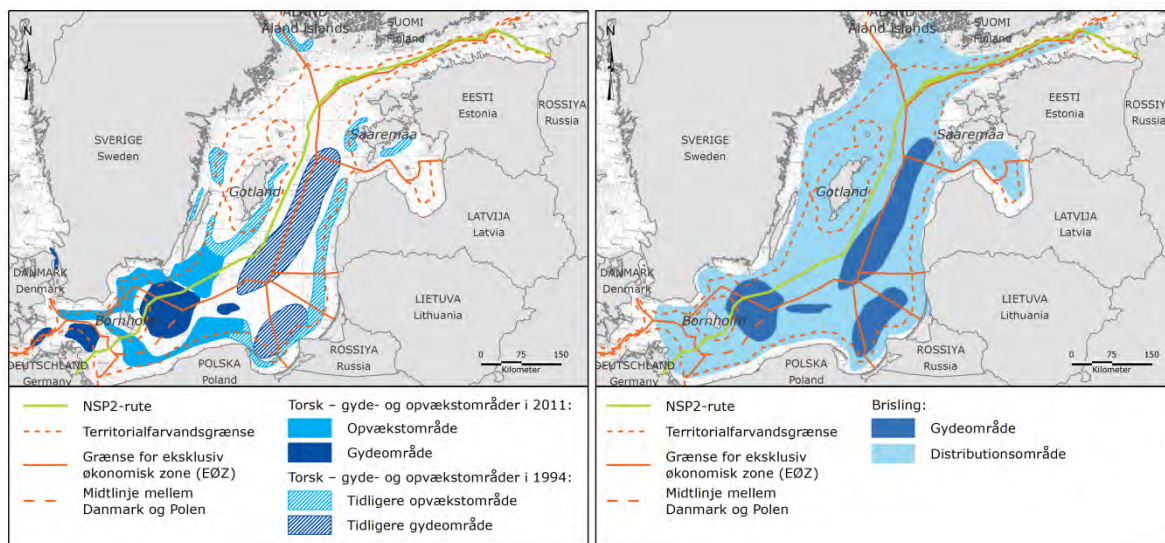 N
ÅLAND
Åland Islands
SUOMI
Finland
EESTI
Estonia
ROSSIYA
Russia
SVERIGE
Sweden
Saaremaa
Gotland
LATVIJA
Latvia
DANMARK
Denmark
LIETUVA
Lithuania
Bornholm
DEUTSCHLAND
Germany
POLSKA
Poland
ROSSIYA
Russia
0 75 150
Kilometer
NSP2-rute
Territorialfarvandsgrænse
Grænse for eksklusiv
økonomisk zone (EØZ)
Midtlinje mellem
Danmark og Polen
Torsk – gyde- og opvækstområder i 2011:
Opvækstområde
Gydeområde
Torsk – gyde- og opvækstområder i 1994:
Tidligere opvækstområde
Tidligere gydeområde
N
ÅLAND
Åland Islands
SUOMI
Finland
EESTI
Estonia
ROSSIYA
Russia
SVERIGE
Sweden
Saaremaa
Gotland
LATVIJA
Latvia
DANMARK
Denmark
LIETUVA
Lithuania
Bornholm
DEUTSCHLAND
Germany
POLSKA
Poland
ROSSIYA
Russia
0 75 150
Kilometer
NSP2-rute
Territorialfarvandsgrænse
Grænse for eksklusiv
økonomisk zone (EØZ)
Midtlinje mellem
Danmark og Polen
Brisling:
Gydeområde
Distributionsområde